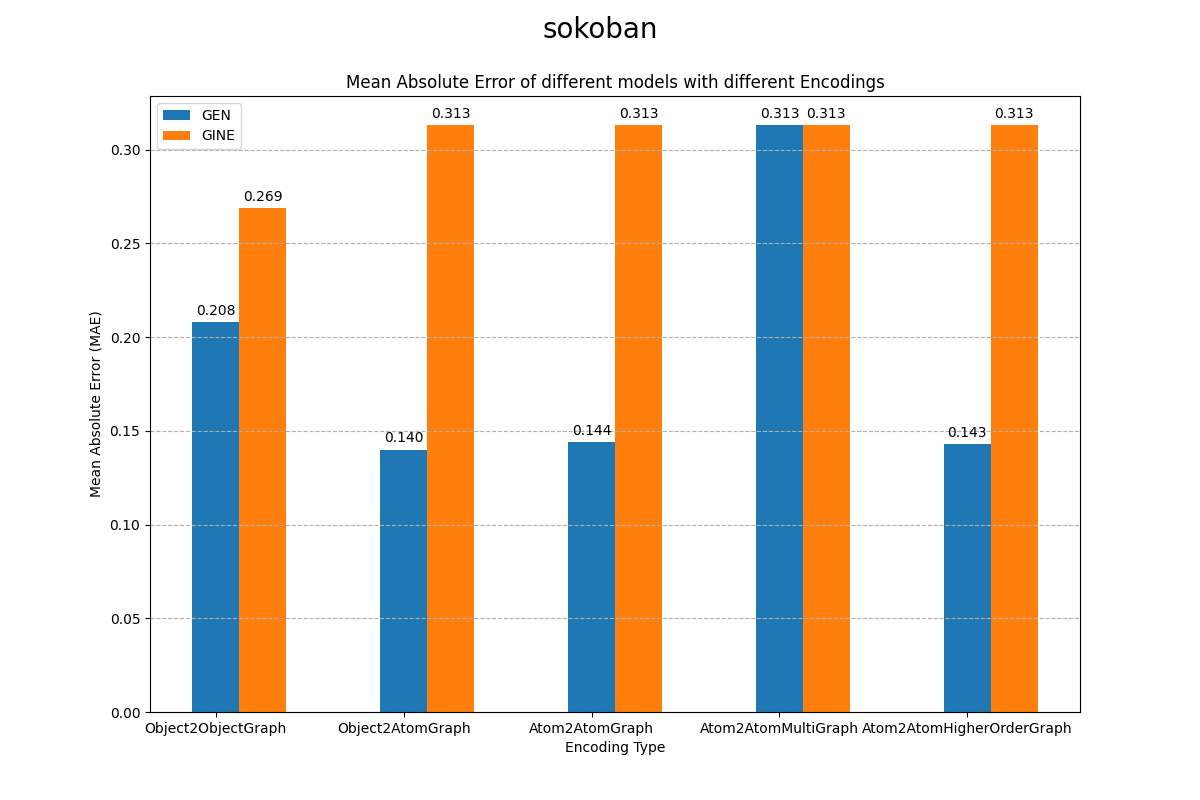 sokoban
Mean Absolute Error of different models with different Encodings
GEN
GINE
0.208
0.269
0.140
0.313
0.144
0.313
0.313
0.313
0.143
0.313
0.30
0.25
0.20
0.15
0.10
0.05
0.00
Mean Absolute Error (MAE)
Object2ObjectGraph
Object2AtomGraph
Atom2AtomGraph
Atom2AtomMultiGraph
Atom2AtomHigherOrderGraph
Encoding Type